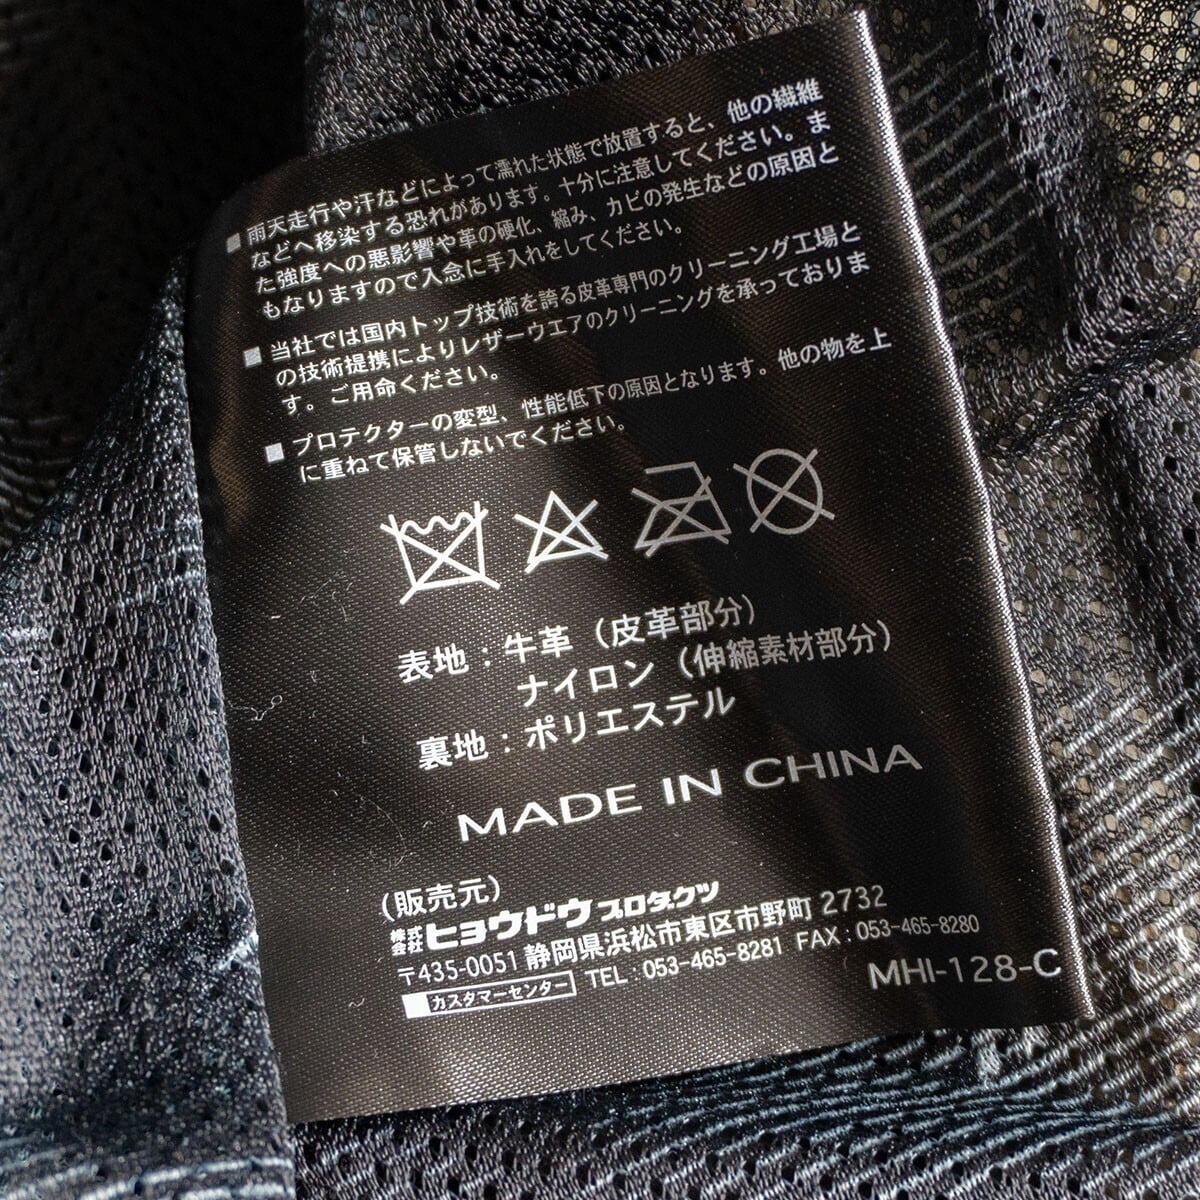 ■雨天走行や汗などによって濡れた状態で放置すると、他の繊維
などへ移染する恐れがあります。十分に注意してください。ま
た強度への悪影響や革の硬化、縮み、カビの発生などの原因と
もなりますので入念に手入れをしてください。
■当社では国内トップ技術を誇る皮革専門のクリーニング工場と
の技術提携によりレザーウエアのクリーニングを承っておりま
す。ご用命ください。
■プロテクターの変型、性能低下の原因となります。他の物を上
に重ねて保管しないでください。
表地：牛革（皮革部分）
ナイロン（伸縮素材部分）
裏地：ポリエステル
MADE IN CHINA
（販売元）
株式会社ヒョウドウプロダクツ
〒435-0051 静岡県浜松市東区市野町 2732
カスタマーセンター TEL：053-465-8281 FAX：053-465-8280
MHI-128-C